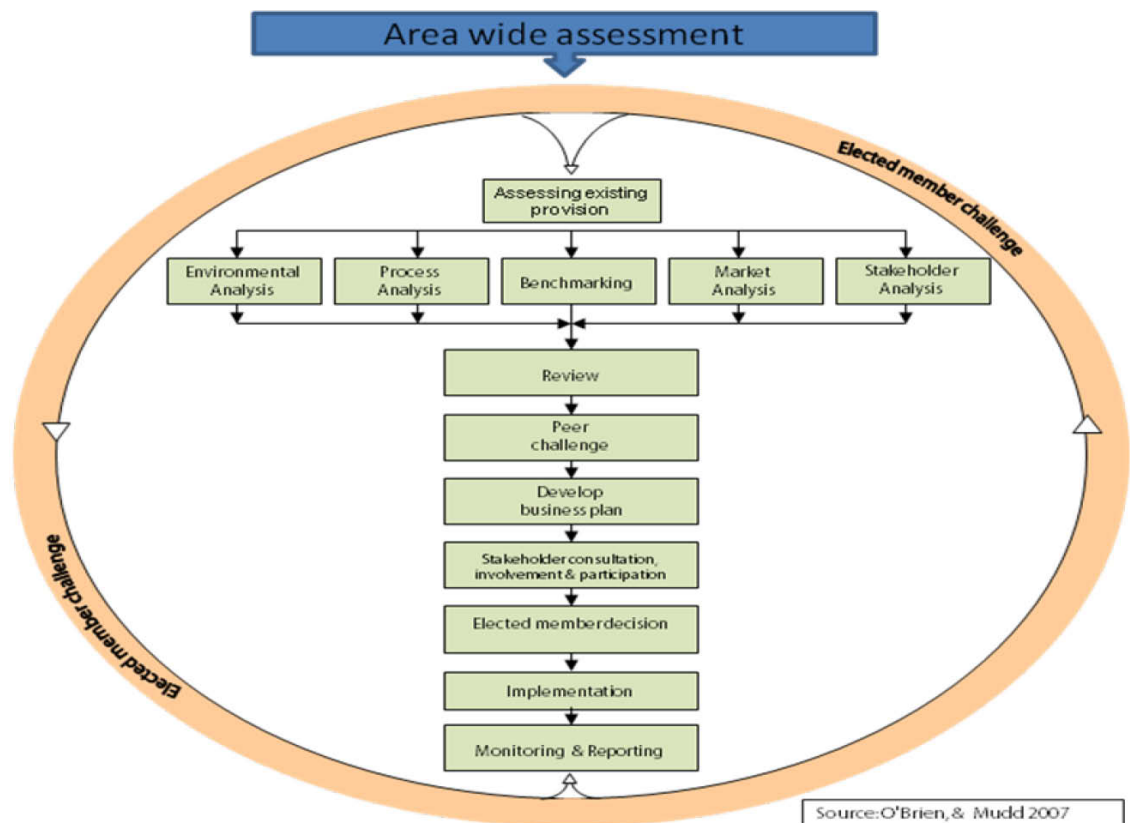 Area wide assessment
Elected member challenge
Assessing existing
provision
Environmental
Analysis
Process
Analysis
Benchmarking
Market
Analysis
Stakeholder
Analysis
Review
Peer
challenge
Develop
business plan
Stakeholder consultation,
involvement & participation
Elected member decision
Implementation
Monitoring & Reporting
Elected member challenge
Source:O'Brien,& Mudd 2007